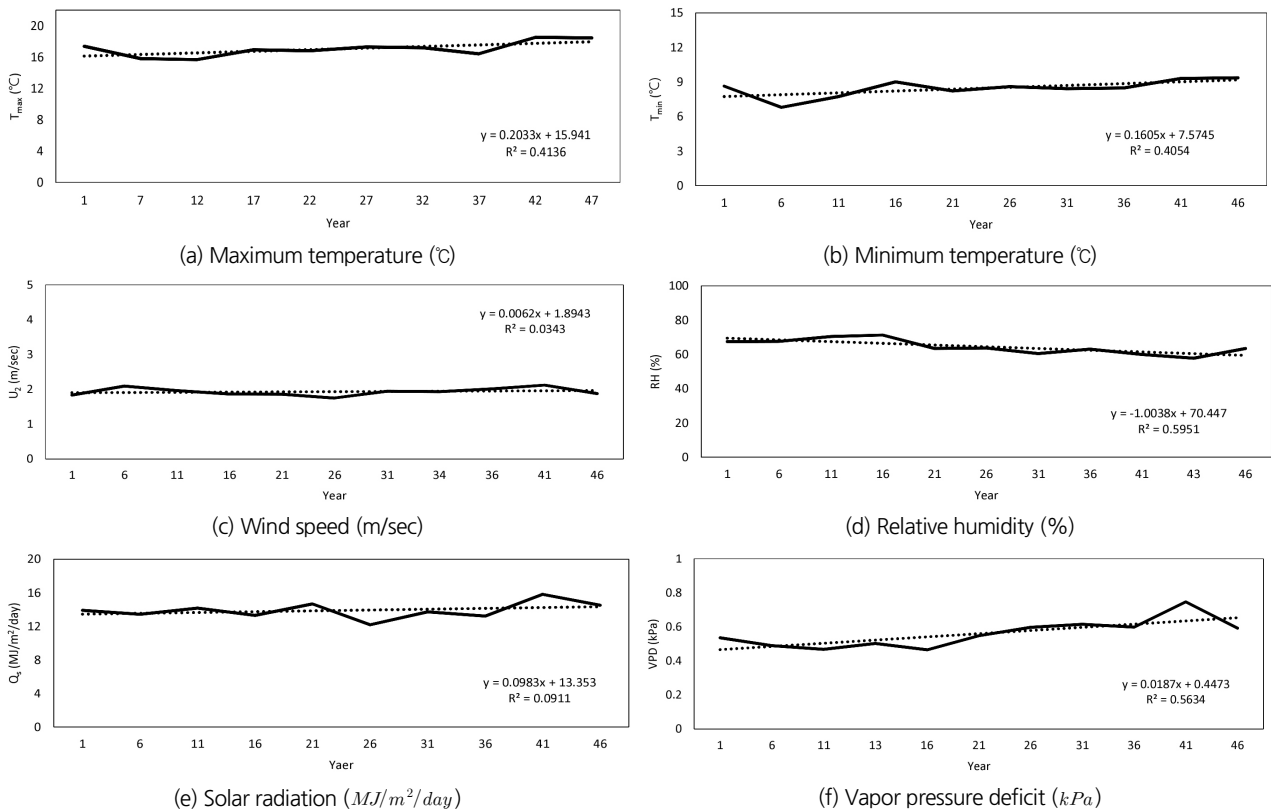 20
16
12
8
4
0
T_max (℃)
y = 0.2033x + 15.941
R² = 0.4136
1 7 12 17 22 27 32 37 42 47
Year
(a) Maximum temperature (℃)
15
12
9
6
3
0
T_min (℃)
y = 0.1605x + 7.5745
R² = 0.4054
1 6 11 16 21 26 31 36 41 46
Year
(b) Minimum temperature (℃)
5
4
3
2
1
0
U₂ (m/sec)
y = 0.0062x + 1.8943
R² = 0.0343
1 6 11 16 21 26 31 34 36 41 46
Year
(c) Wind speed (m/sec)
100
80
60
40
20
0
RH (%)
y = -1.0038x + 70.447
R² = 0.5951
1 6 11 16 21 26 31 36 41 43 46
Year
(d) Relative humidity (%)
20
16
12
8
4
0
Q_s (MJ/m²/day)
y = 0.0983x + 13.353
R² = 0.0911
1 6 11 16 21 26 31 36 41 46
Yaer
(e) Solar radiation (MJ/m²/day)
1
0.8
0.6
0.4
0.2
0
VPD (kPa)
y = 0.0187x + 0.4473
R² = 0.5634
1 6 11 13 16 21 26 31 36 41 46
Year
(f) Vapor pressure deficit (kPa)